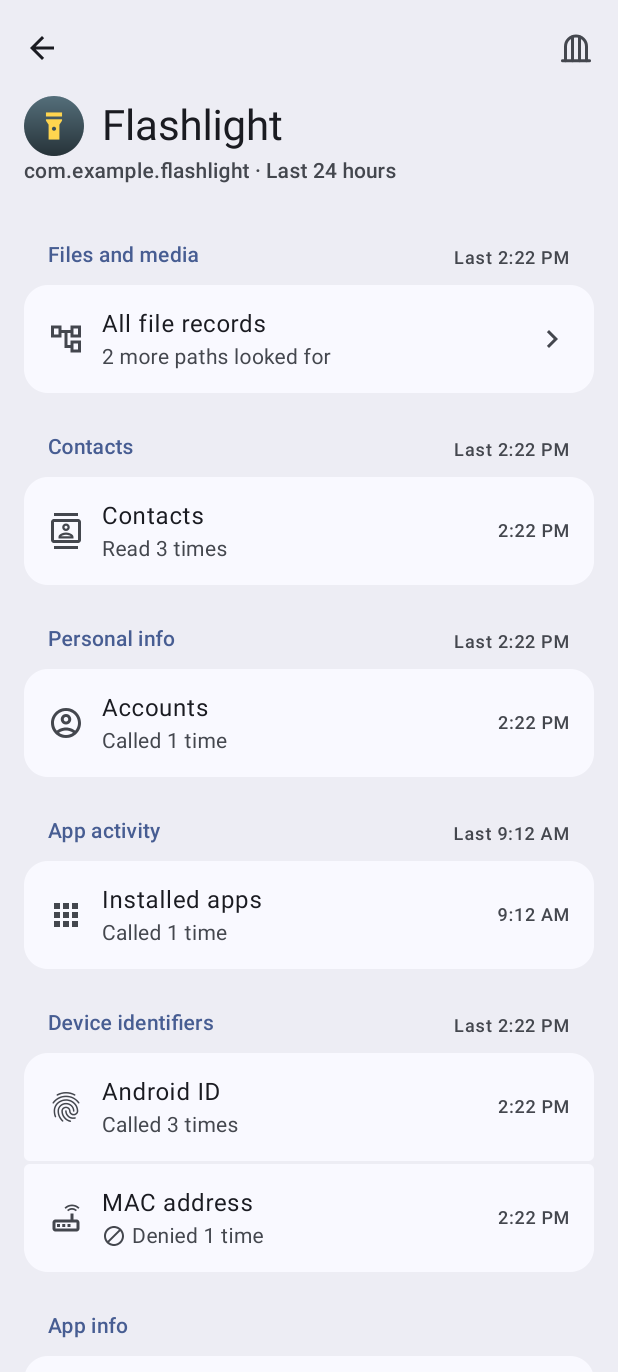 Flashlight
com.example.flashlight · Last 24 hours
Files and media
Last 2:22 PM
All file records
2 more paths looked for
Contacts
Last 2:22 PM
Contacts
Read 3 times
2:22 PM
Personal info
Last 2:22 PM
Accounts
Called 1 time
2:22 PM
App activity
Last 9:12 AM
Installed apps
Called 1 time
9:12 AM
Device identifiers
Last 2:22 PM
Android ID
Called 3 times
2:22 PM
MAC address
Denied 1 time
2:22 PM
App info